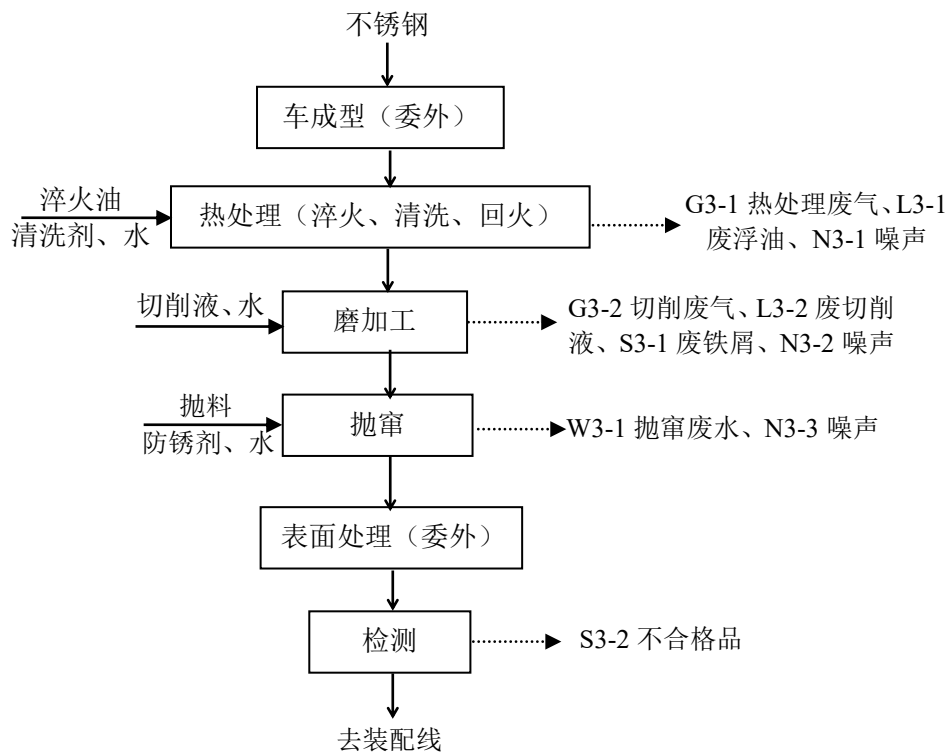 不锈钢
车成型（委外）
淬火油
清洗剂、水
热处理（淬火、清洗、回火）
G3-1 热处理废气、L3-1
废浮油、N3-1 噪声
切削液、水
磨加工
G3-2 切削废气、L3-2 废切削
液、S3-1 废铁屑、N3-2 噪声
抛料
防锈剂、水
抛窜
W3-1 抛窜废水、N3-3 噪声
表面处理（委外）
检测
S3-2 不合格品
去装配线